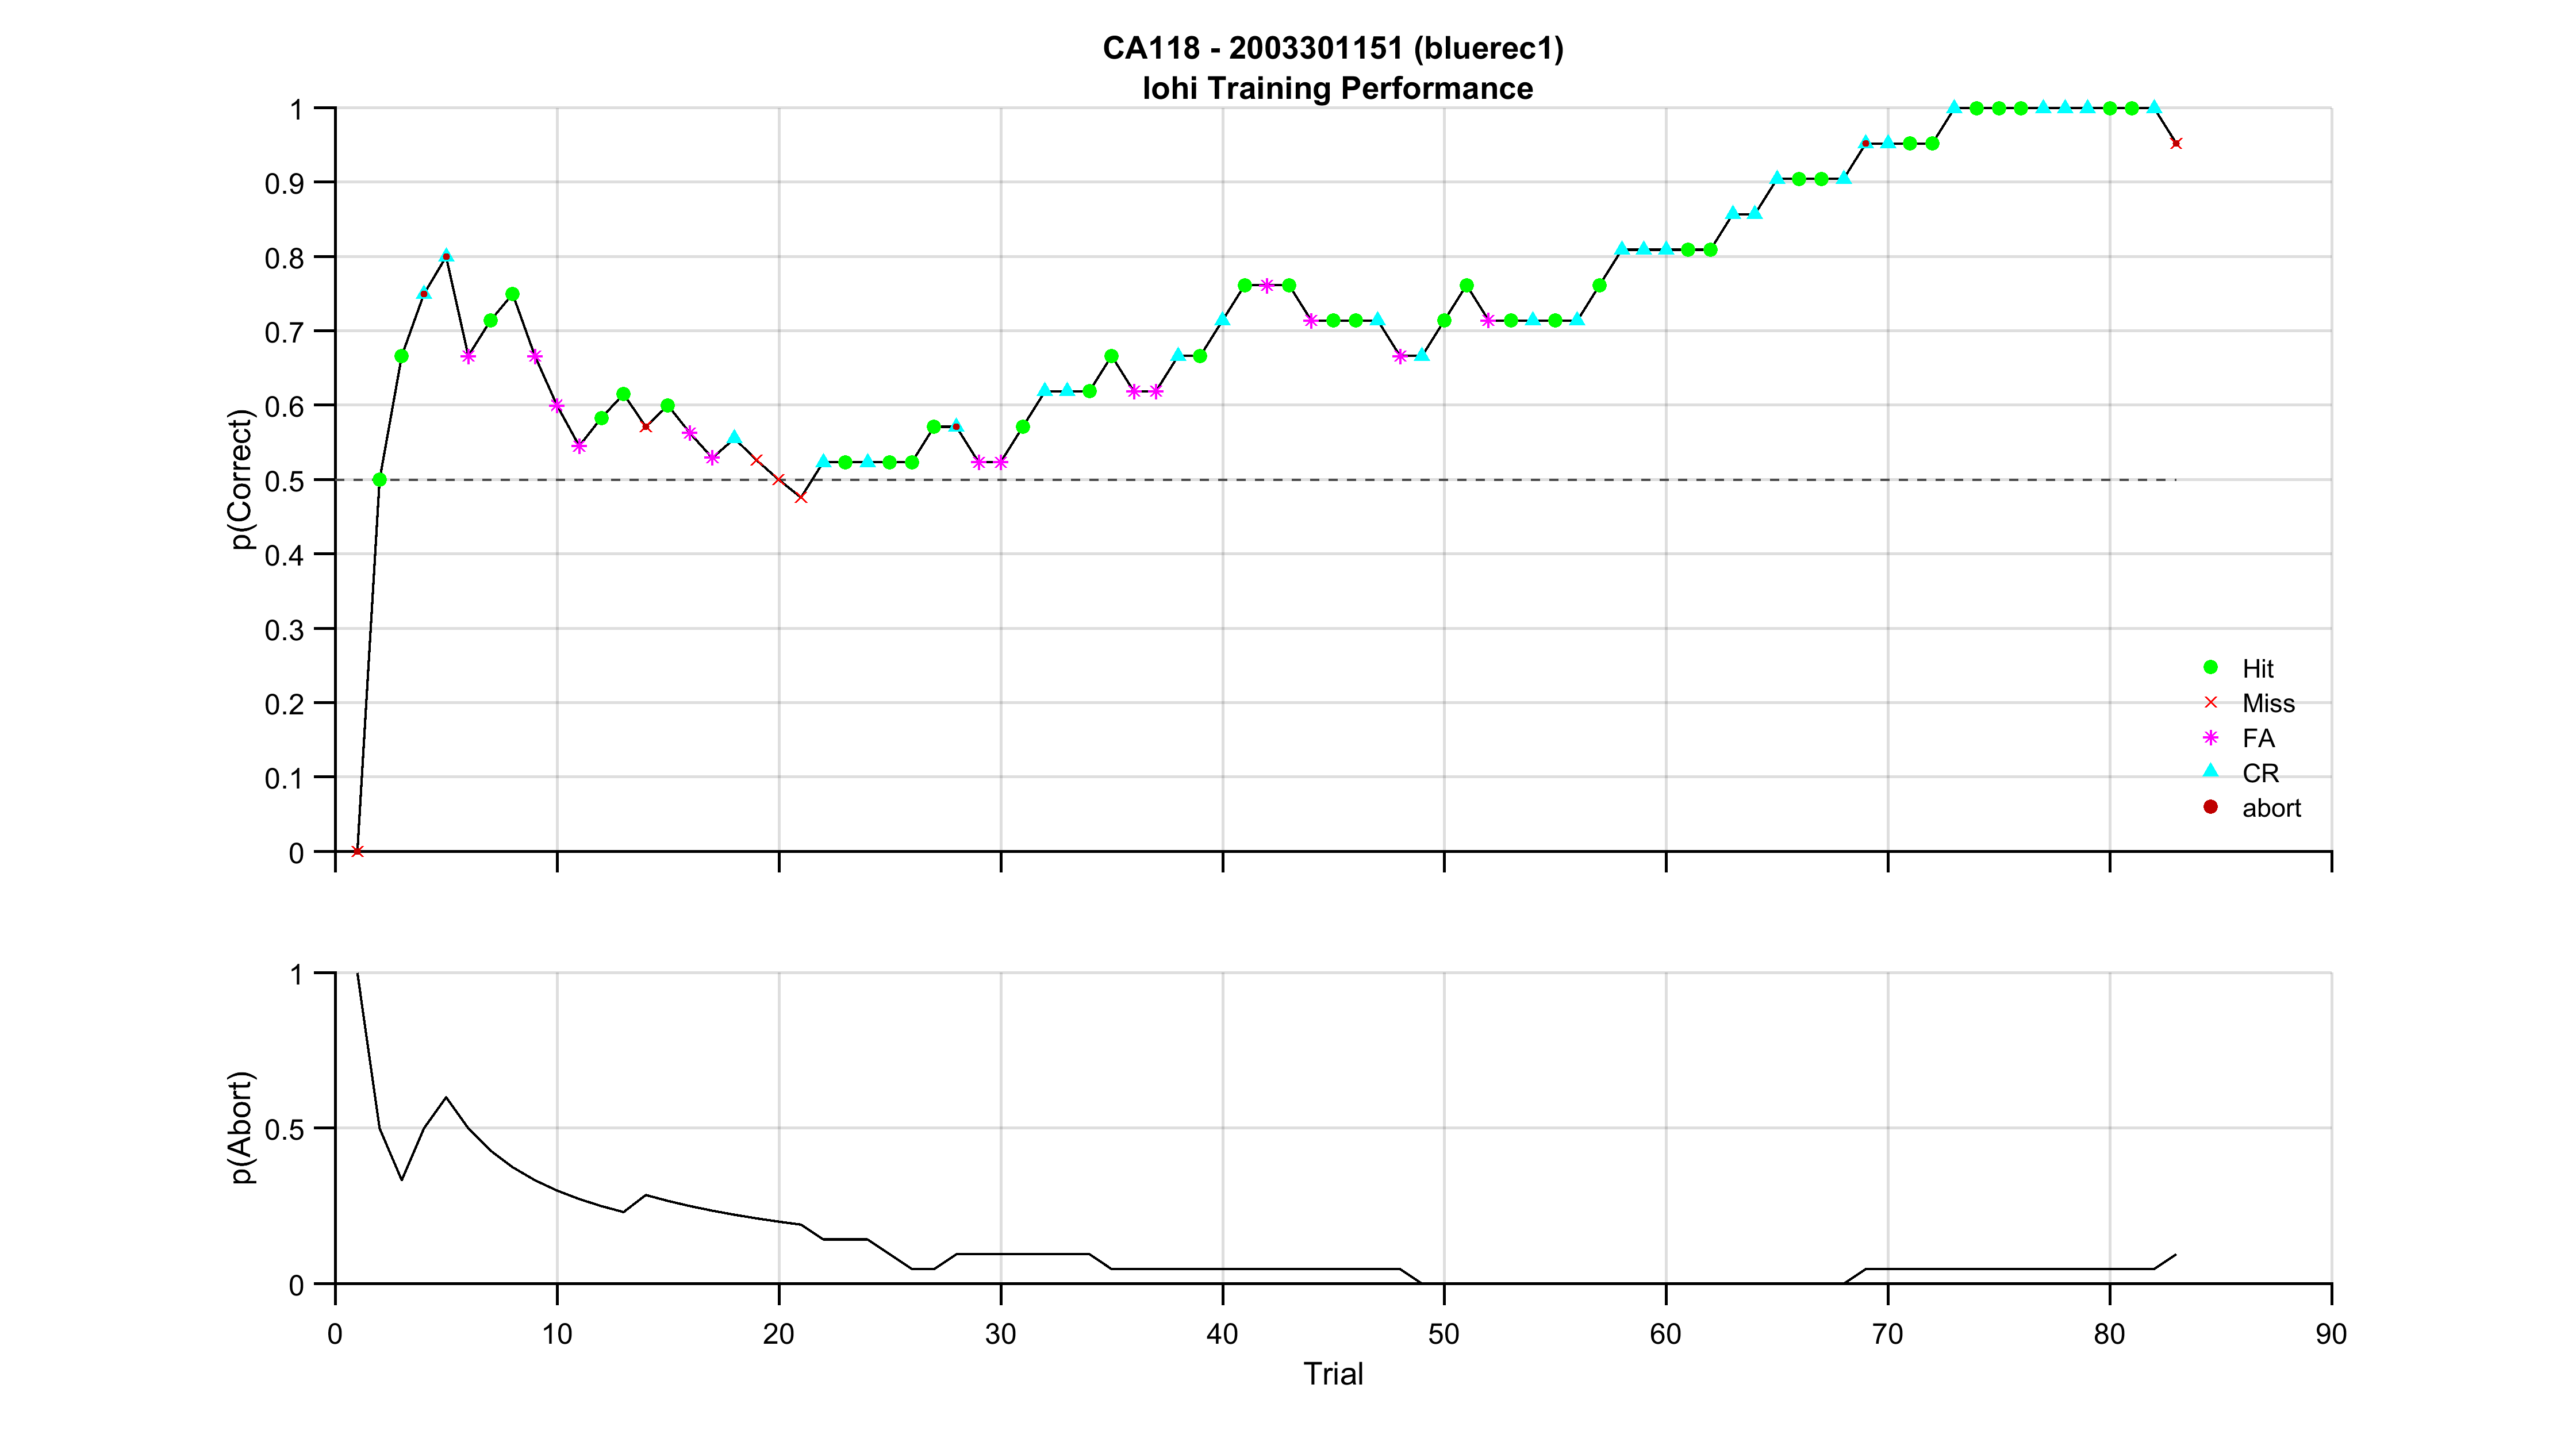 CA118 - 2003301151 (bluerec1)
lohi Training Performance
p(Correct)
1
0.9
0.8
0.7
0.6
0.5
0.4
0.3
0.2
0.1
0
Hit
Miss
FA
CR
abort
p(Abort)
1
0.5
0
0 10 20 30 40 50 60 70 80 90
Trial